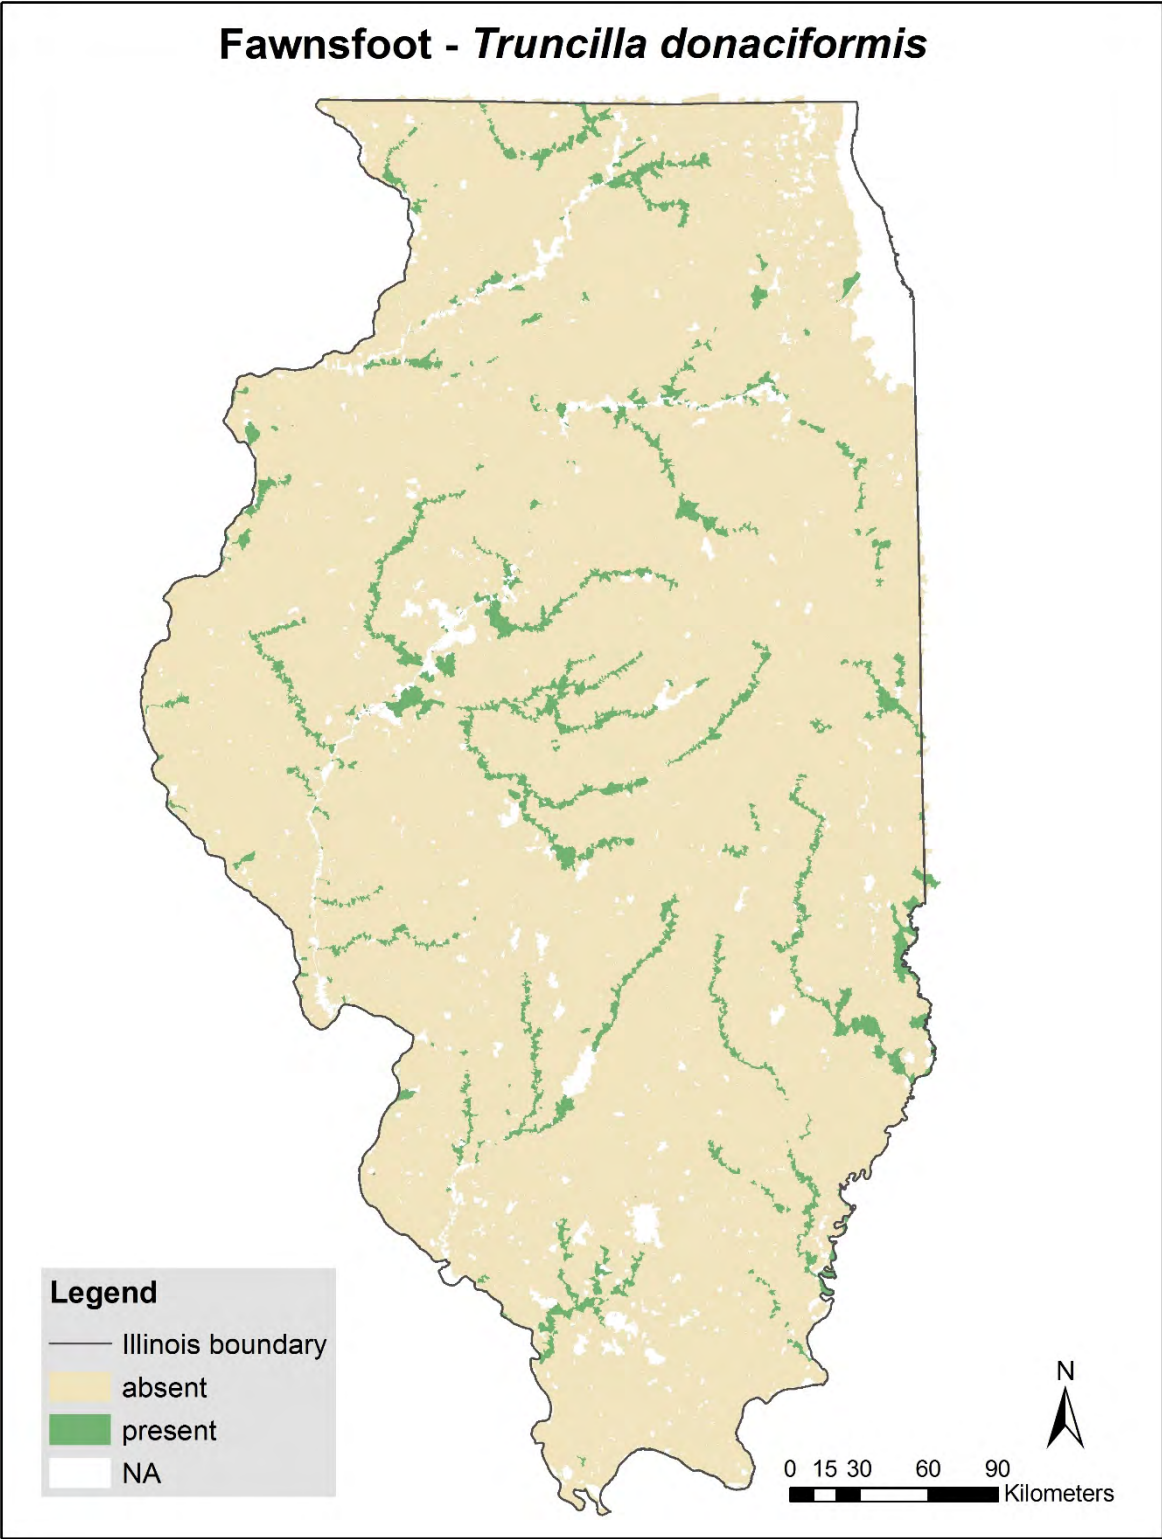 Fawnsfoot - Truncilla donaciformis
Legend
Illinois boundary
absent
present
NA
N
0 15 30 60 90
Kilometers